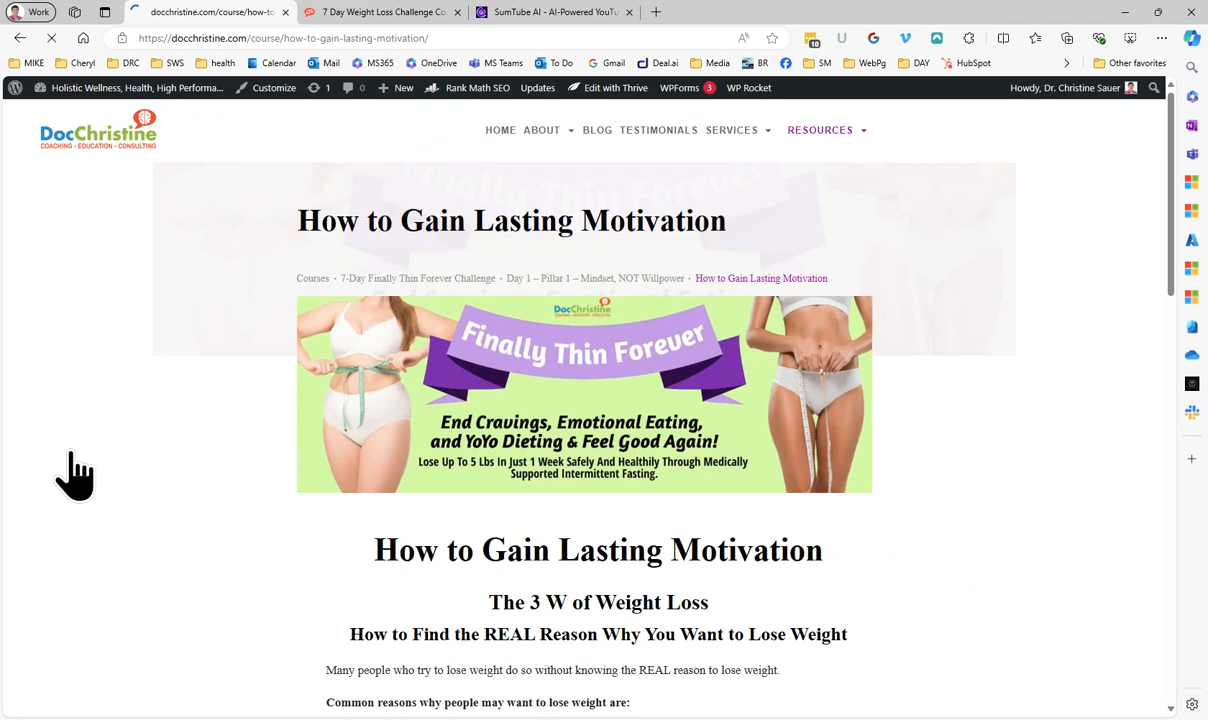 Work
docchristine.com/course/how-to
7 Day Weight Loss Challenge Co
SumTube AI - AI-Powered YouTu
https://docchristine.com/course/how-to-gain-lasting-motivation/
10
MIKE
Cheryl
DRC
SWS
health
Calendar
Mail
MS365
OneDrive
MS Teams
To Do
Gmail
Deal.ai
Media
BR
SM
WebPg
DAY
HubSpot
Other favorites
Holistic Wellness, Health, High Performa...
Customize
1
0
New
Rank Math SEO
Updates
Edit with Thrive
WPForms 3
WP Rocket
Howdy, Dr. Christine Sauer
DocChristine
COACHING - EDUCATION - CONSULTING
HOME
ABOUT
BLOG
TESTIMONIALS
SERVICES
RESOURCES
How to Gain Lasting Motivation
Courses · 7-Day Finally Thin Forever Challenge · Day 1 – Pillar 1 – Mindset, NOT Willpower · How to Gain Lasting Motivation
DocChristine
Finally Thin Forever
End Cravings, Emotional Eating,
and YoYo Dieting & Feel Good Again!
Lose Up To 5 Lbs In Just 1 Week Safely And Healthily Through Medically
Supported Intermittent Fasting.
How to Gain Lasting Motivation
The 3 W of Weight Loss
How to Find the REAL Reason Why You Want to Lose Weight
Many people who try to lose weight do so without knowing the REAL reason to lose weight.
Common reasons why people may want to lose weight are: